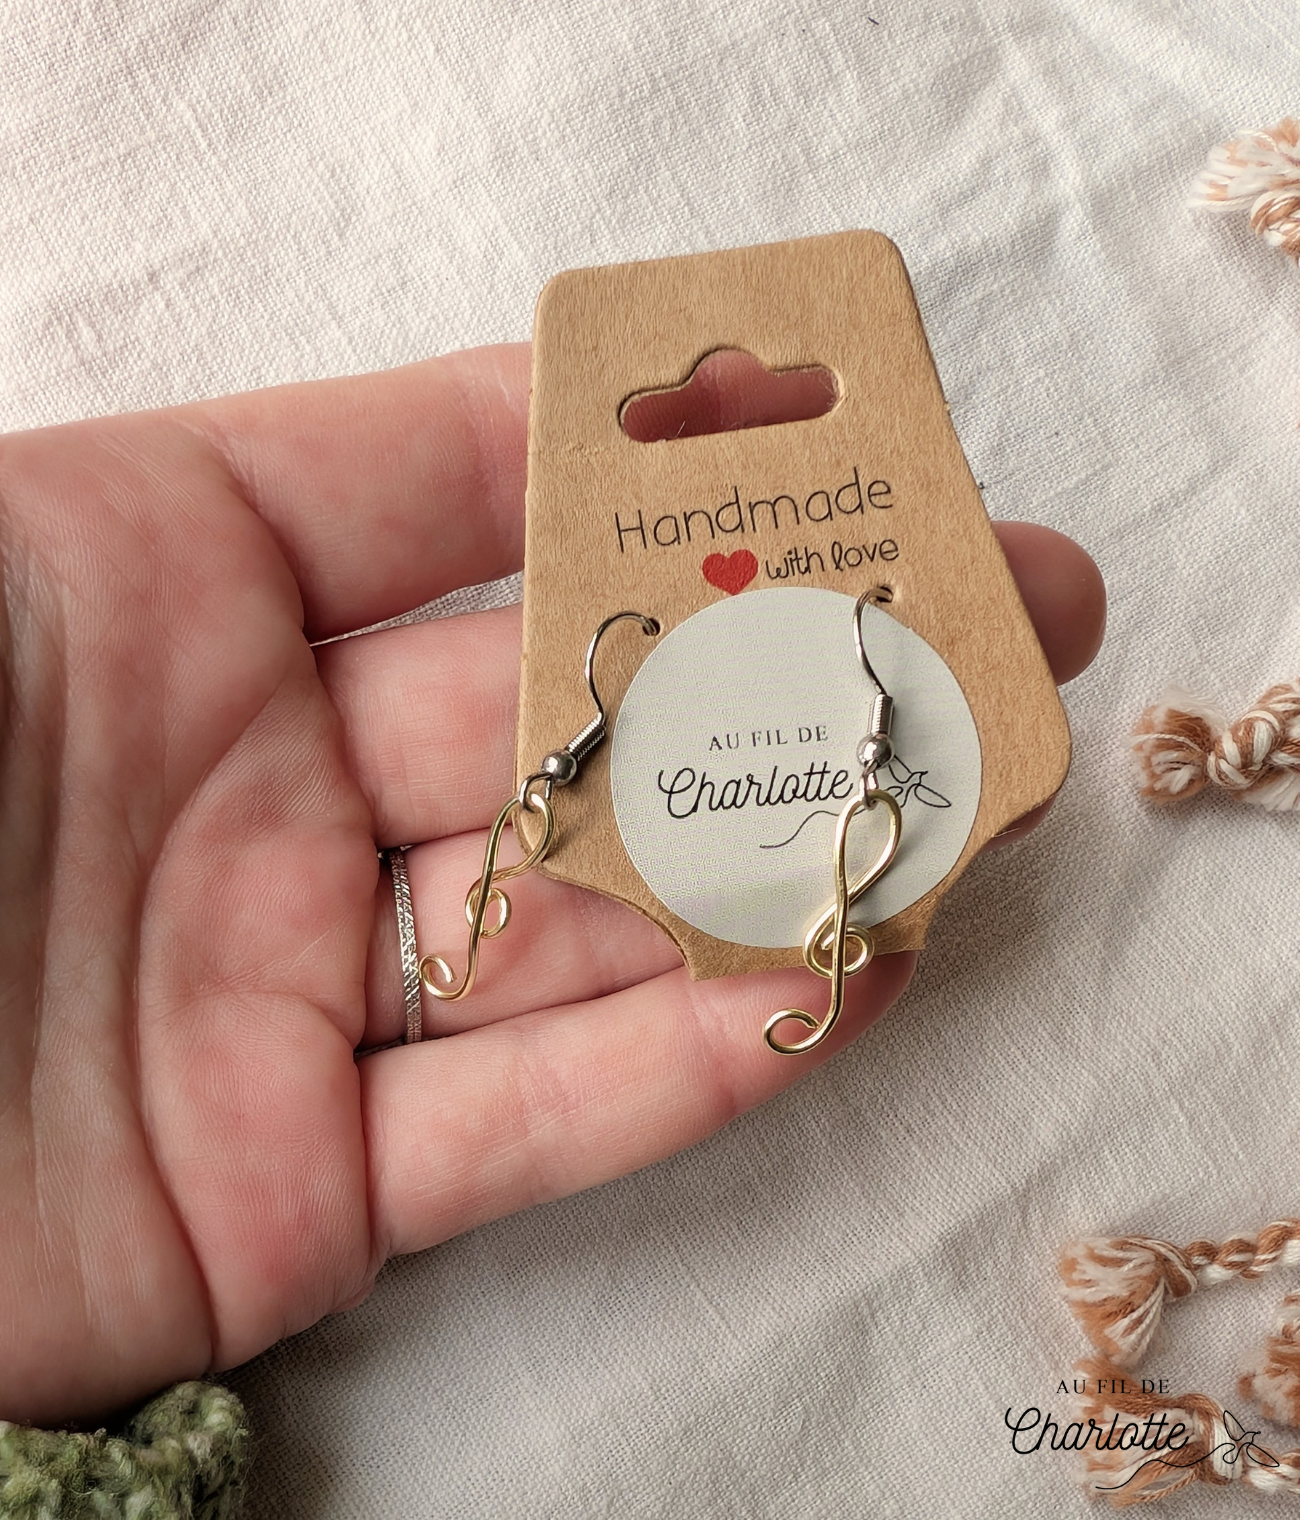 Handmade
with love
AU FIL DE
Charlotte
AU FIL DE
Charlotte